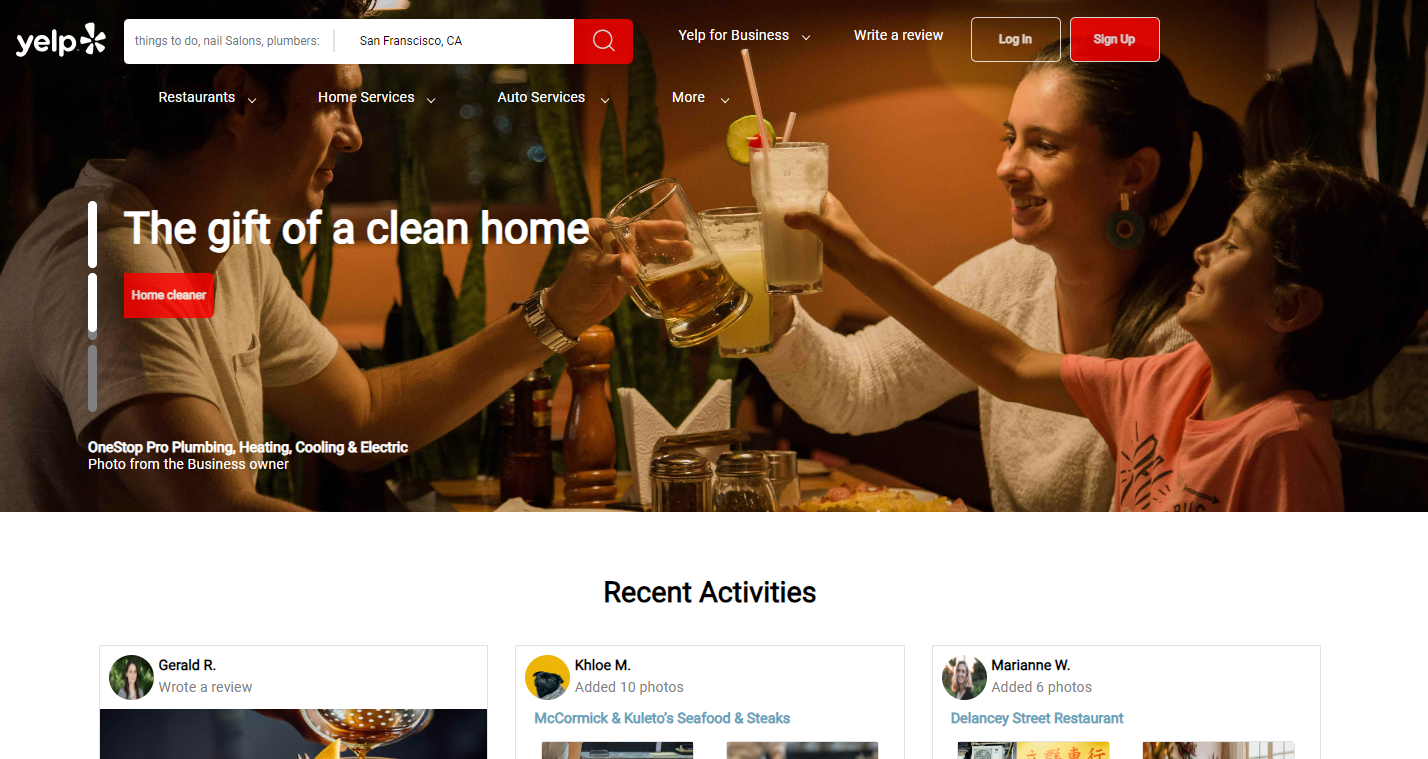 yelp
things to do, nail Salons, plumbers:
San Franscisco, CA
Yelp for Business
Write a review
Log In
Sign Up
Restaurants
Home Services
Auto Services
More
The gift of a clean home
Home cleaner
OneStop Pro Plumbing, Heating, Cooling & Electric
Photo from the Business owner
Recent Activities
Gerald R.
Wrote a review
Khloe M.
Added 10 photos
McCormick & Kuleto's Seafood & Steaks
Marianne W.
Added 6 photos
Delancey Street Restaurant